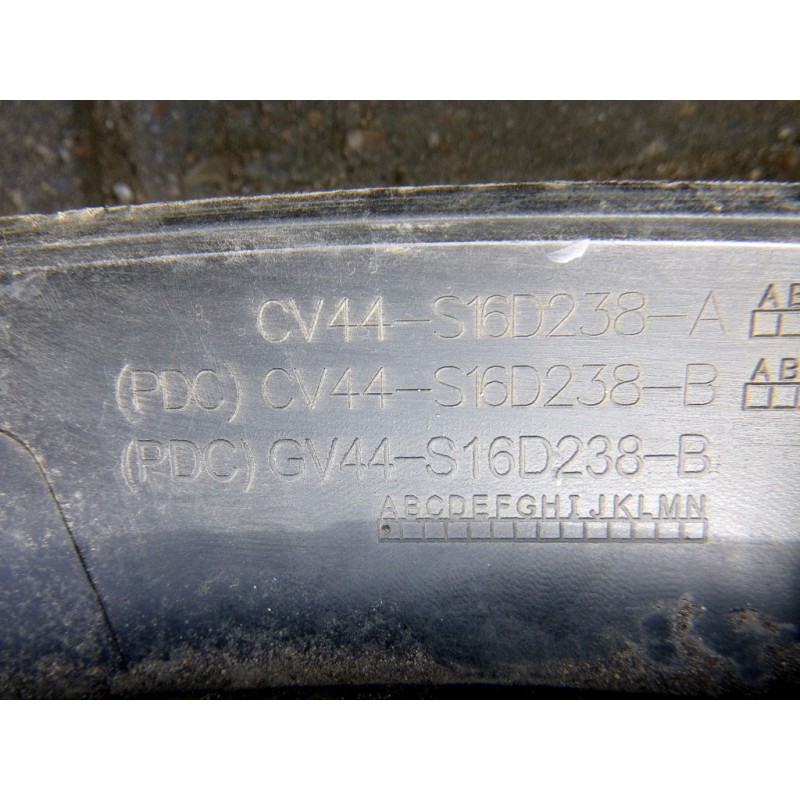 CV44-S16D238-A AB
(PDC) CV44-S16D238-B AB
(PDC) GV44-S16D238-B
ABCDEFGHIJKLMN